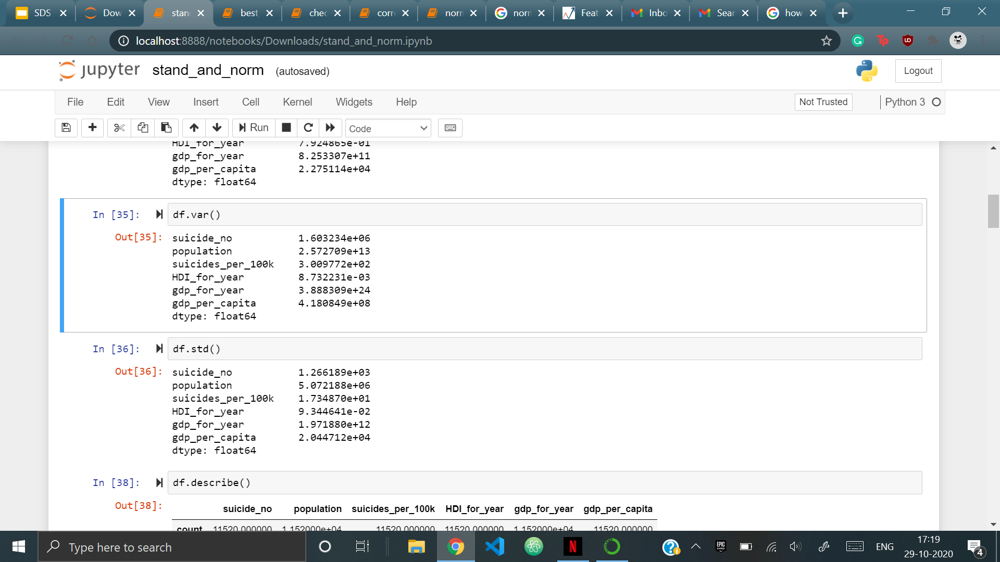 SDS
Dow
stand
best_
chec
corre
norm
norm
Feat
Inbo
Sear
how
localhost:8888/notebooks/Downloads/stand_and_norm.ipynb
jupyter stand_and_norm (autosaved)
Logout
File Edit View Insert Cell Kernel Widgets Help
Not Trusted
Python 3
Run
Code
HDI_for_year 7.924865e-01
gdp_for_year 8.253307e+11
gdp_per_capita 2.275114e+04
dtype: float64
In [35]: df.var()
Out[35]: suicide_no 1.603234e+06
population 2.572709e+13
suicides_per_100k 3.009772e+02
HDI_for_year 8.732231e-03
gdp_for_year 3.888309e+24
gdp_per_capita 4.180849e+08
dtype: float64
In [36]: df.std()
Out[36]: suicide_no 1.266189e+03
population 5.072188e+06
suicides_per_100k 1.734870e+01
HDI_for_year 9.344641e-02
gdp_for_year 1.971880e+12
gdp_per_capita 2.044712e+04
dtype: float64
In [38]: df.describe()
Out[38]:
suicide_no population suicides_per_100k HDI_for_year gdp_for_year gdp_per_capita
count 11520.000000 1.152000e+04 11520.000000 11520.000000 1.152000e+04 11520.000000
Type here to search
EPIC GAMES
ENG
17:19
29-10-2020
4